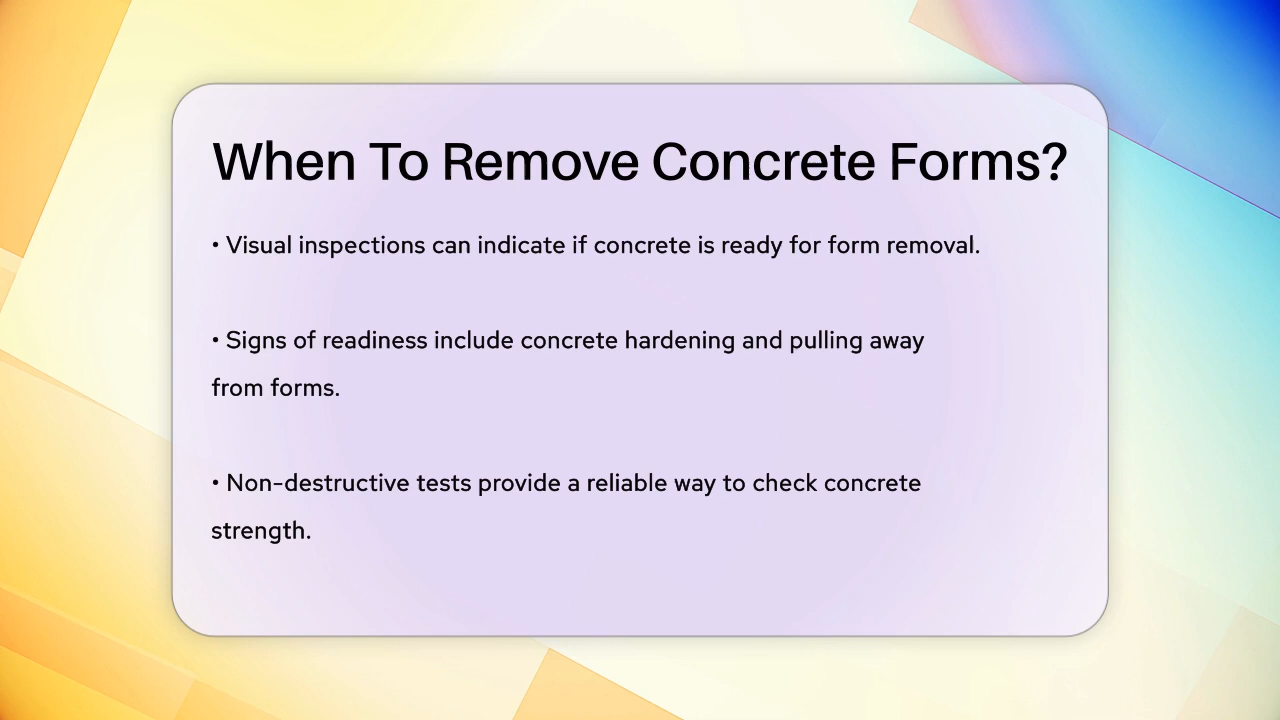 When To Remove Concrete Forms?
• Visual inspections can indicate if concrete is ready for form removal.
• Signs of readiness include concrete hardening and pulling away
from forms.
• Non-destructive tests provide a reliable way to check concrete
strength.